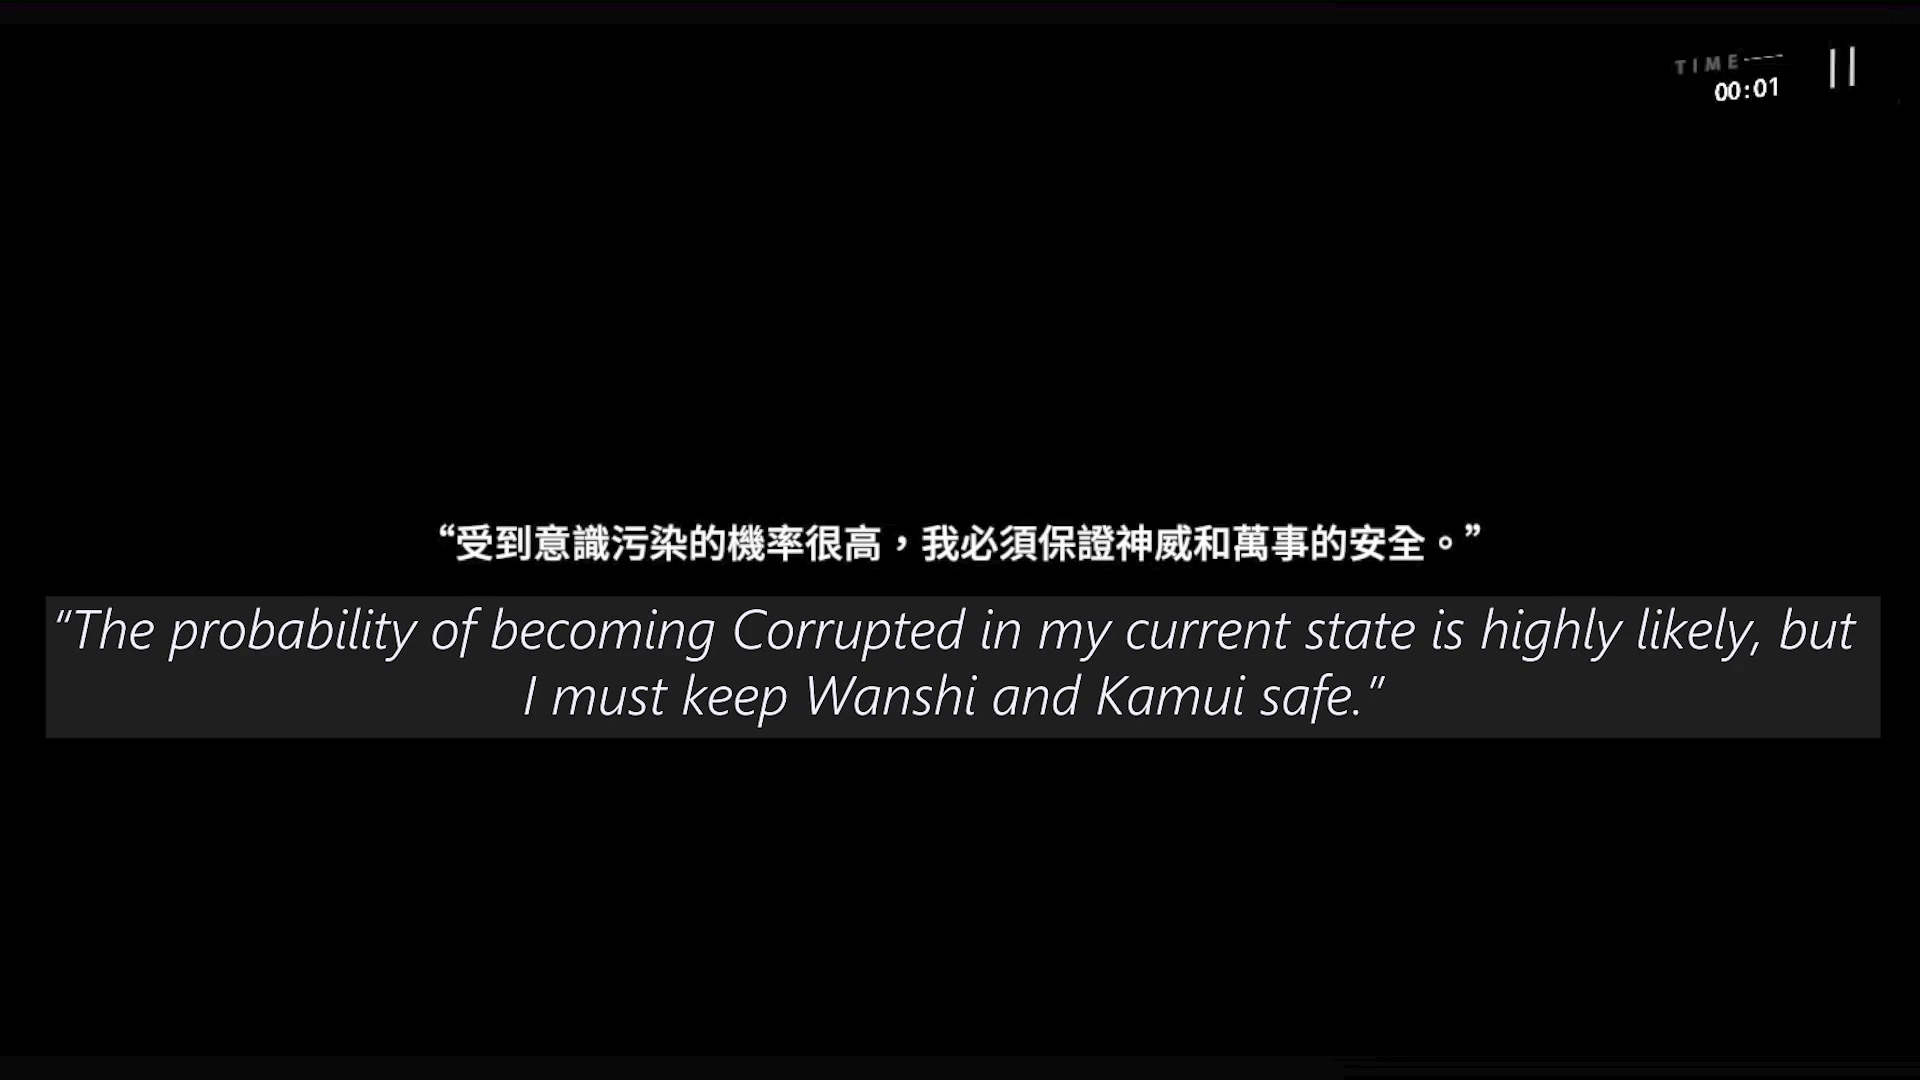 TIME
00:01
“受到意識污染的機率很高，我必須保證神威和萬事的安全。”
“The probability of becoming Corrupted in my current state is highly likely, but
I must keep Wanshi and Kamui safe.”